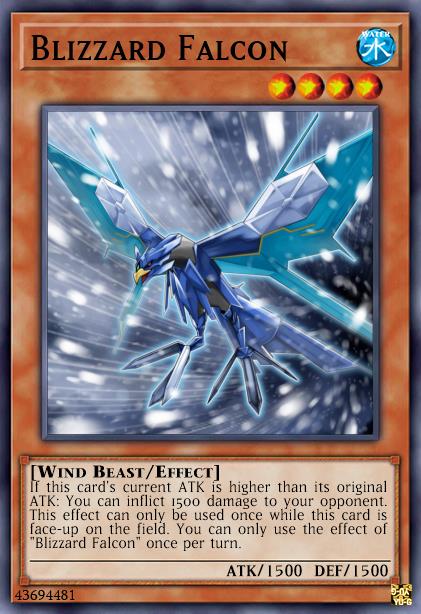 BLIZZARD FALCON
WATER
水
[WIND BEAST/EFFECT]
If this card's current ATK is higher than its original
ATK: You can inflict 1500 damage to your opponent.
This effect can only be used once while this card is
face-up on the field. You can only use the effect of
"Blizzard Falcon" once per turn.
ATK/1500 DEF/1500
43694481